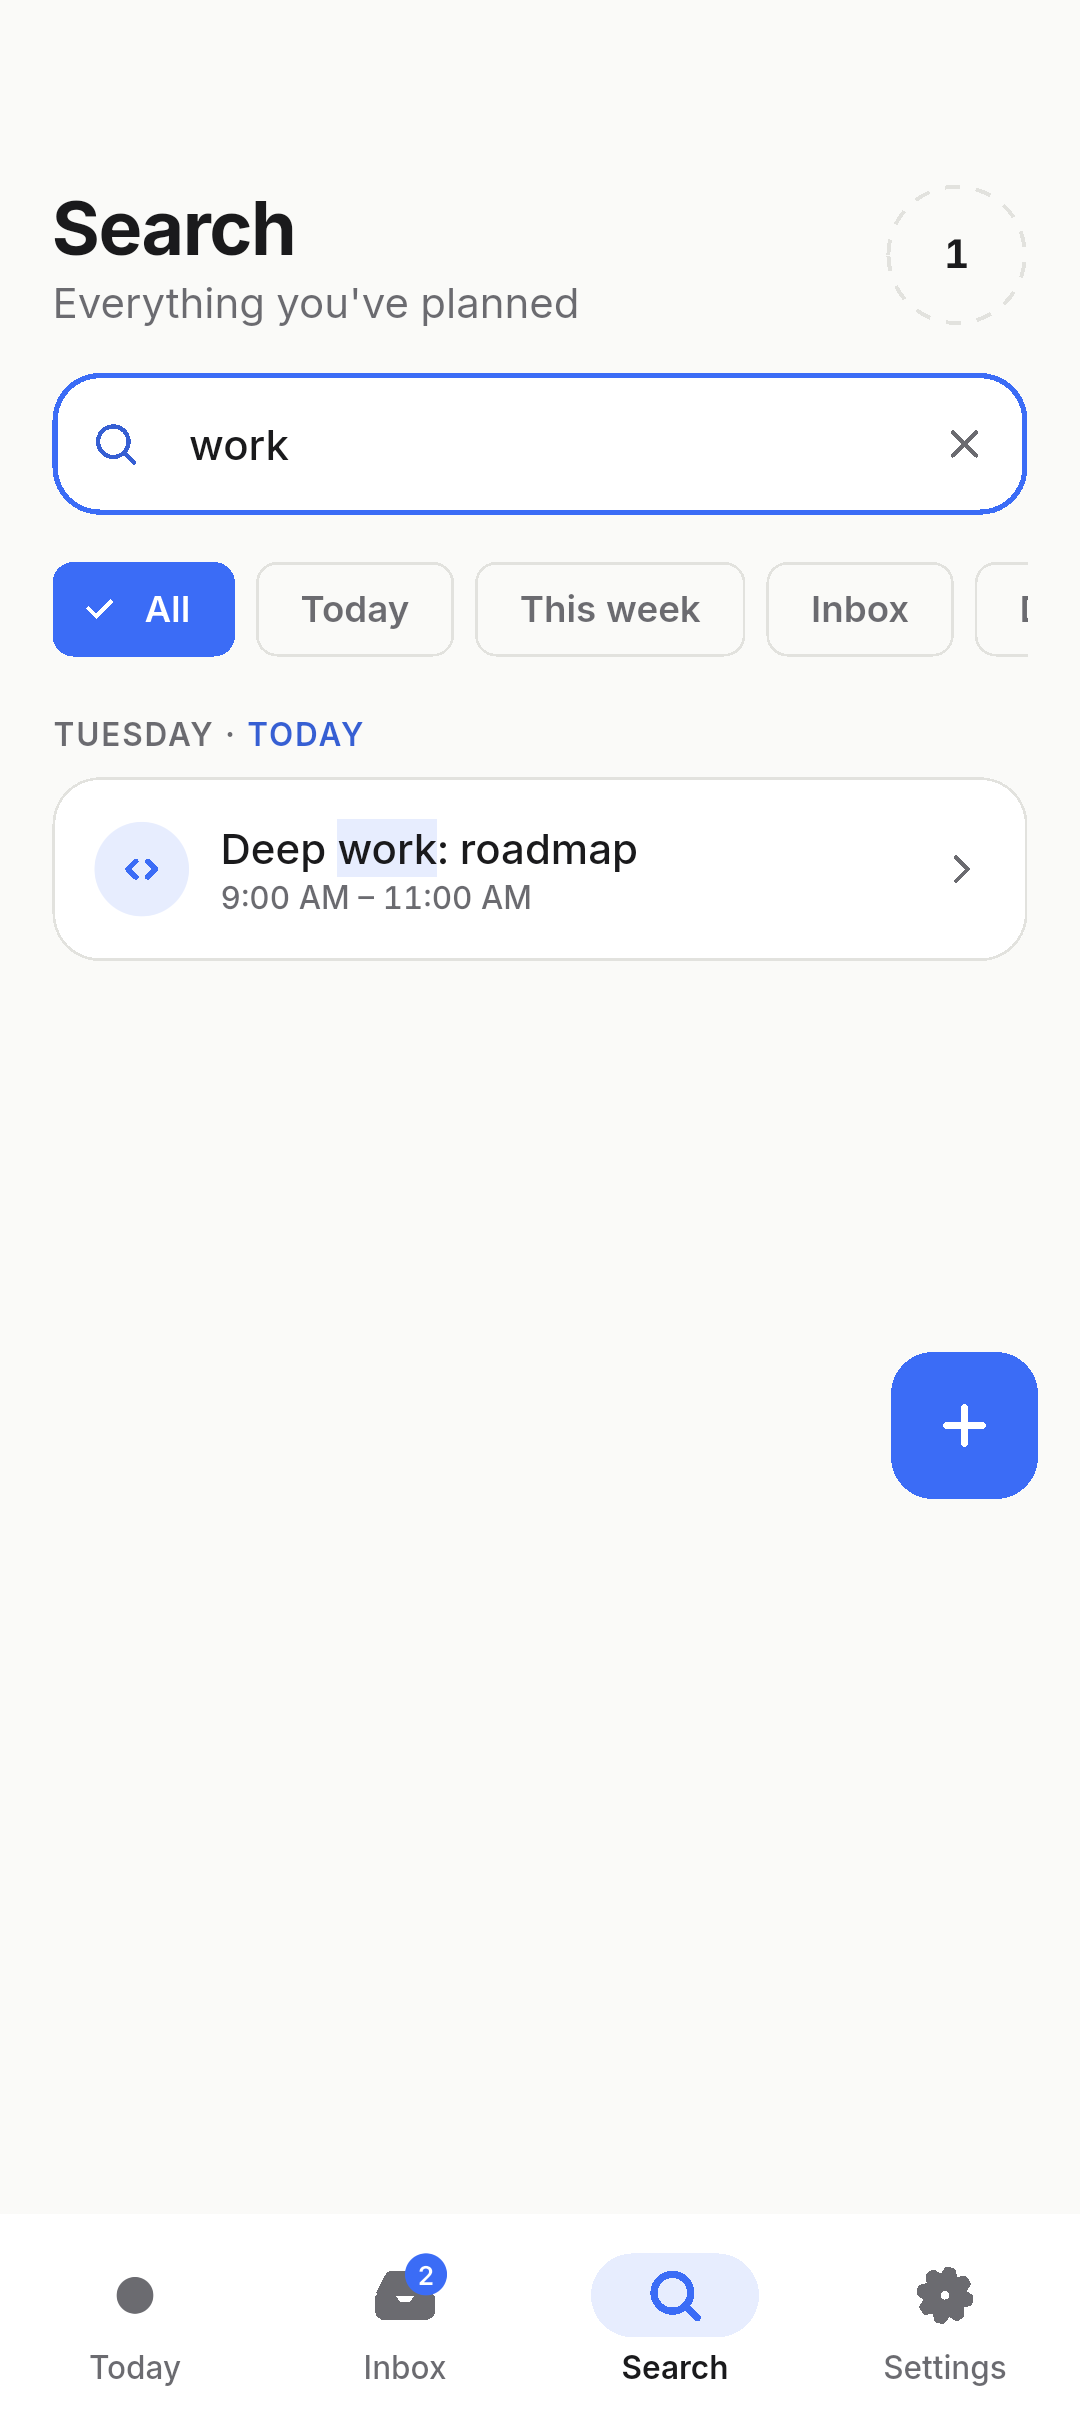 Search
1
Everything you've planned
work
All
Today
This week
Inbox
TUESDAY · TODAY
Deep work: roadmap
9:00 AM – 11:00 AM
2
Today
Inbox
Search
Settings